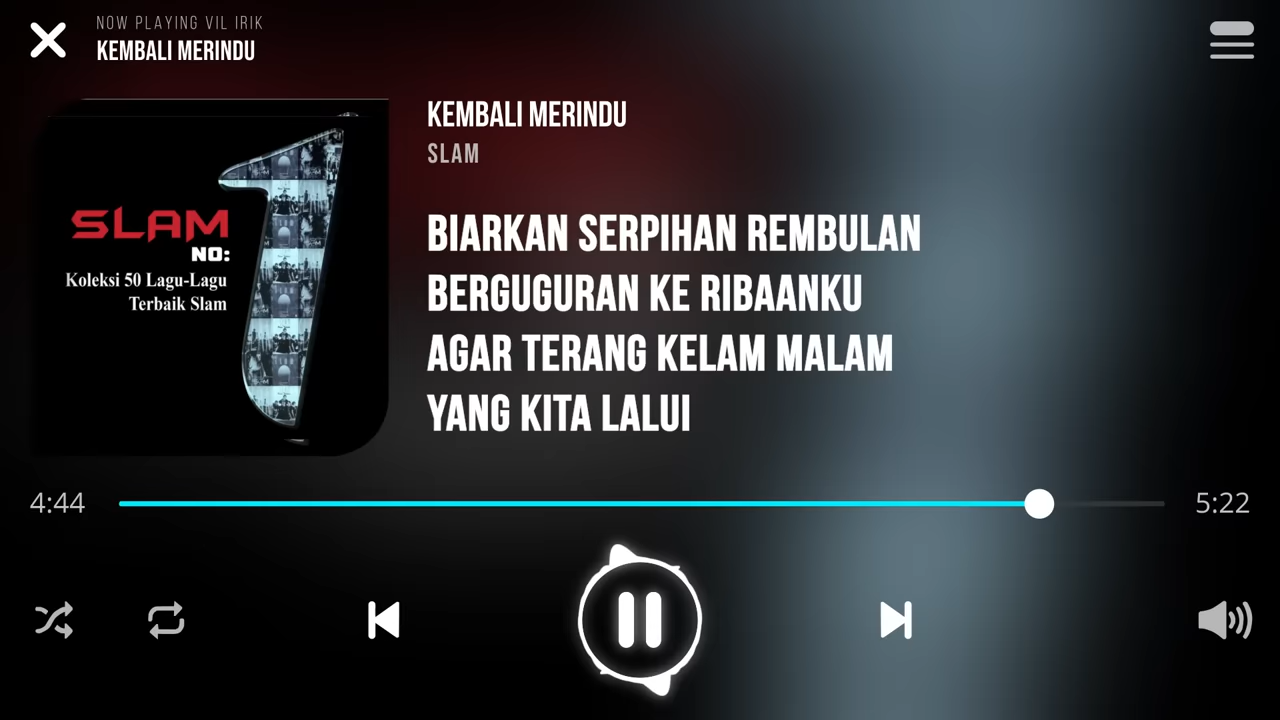 NOW PLAYING VIL IRIK
KEMBALI MERINDU
SLAM
NO:
Koleksi 50 Lagu-Lagu
Terbaik Slam
KEMBALI MERINDU
SLAM
BIARKAN SERPIHAN REMBULAN
BERGUGURAN KE RIBAANKU
AGAR TERANG KELAM MALAM
YANG KITA LALUI
4:44
5:22